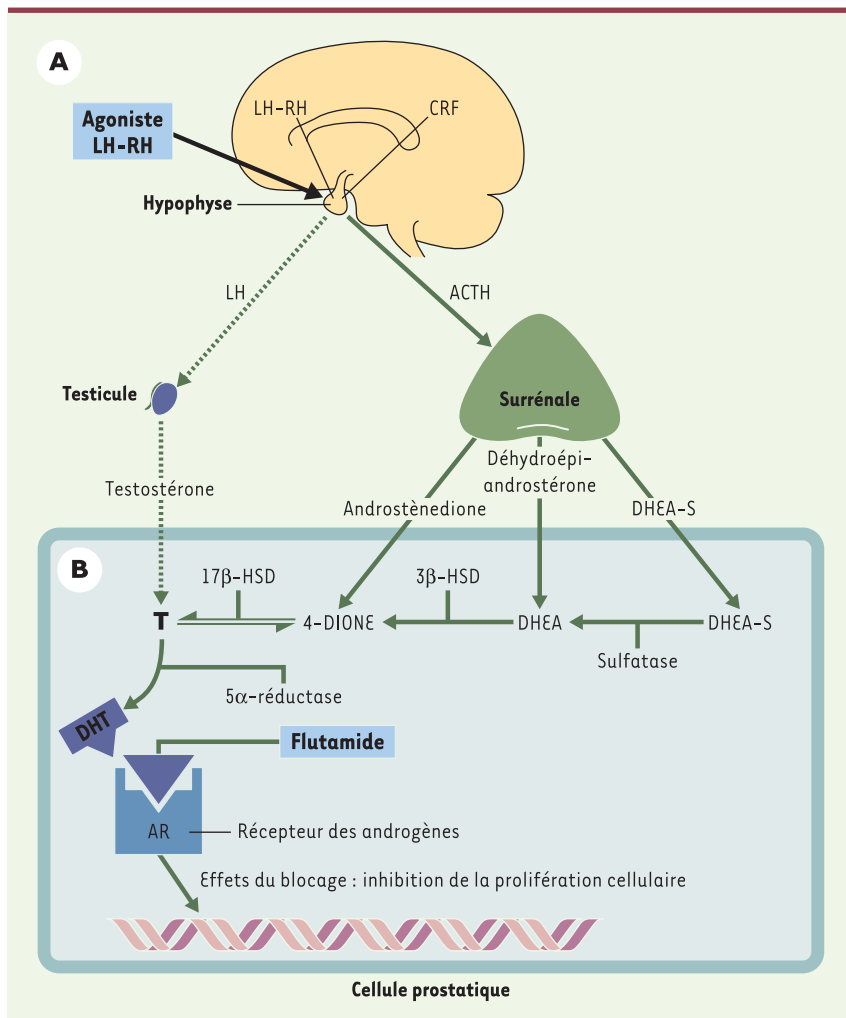 A
LH-RH
CRF
Agoniste
LH-RH
Hypophyse
LH
ACTH
Testicule
Surrénale
Testostérone
Androstènedione
Déhydroépi-
androstérone
DHEA-S
B
17β-HSD
3β-HSD
T
4-DIONE
DHEA
DHEA-S
Sulfatase
5α-réductase
DHT
Flutamide
AR
Récepteur des androgènes
Effets du blocage : inhibition de la prolifération cellulaire
Cellule prostatique